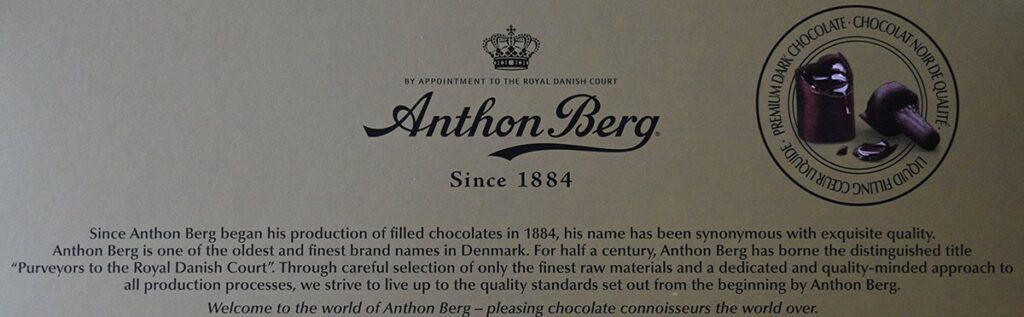 BY APPOINTMENT TO THE ROYAL DANISH COURT
Anthon Berg®
Since 1884
PREMIUM DARK CHOCOLATE · CHOCOLAT NOIR DE QUALITÉ ·
LIQUID FILLING CŒUR LIQUIDE ·
Since Anthon Berg began his production of filled chocolates in 1884, his name has been synonymous with exquisite quality.
Anthon Berg is one of the oldest and finest brand names in Denmark. For half a century, Anthon Berg has borne the distinguished title
“Purveyors to the Royal Danish Court”. Through careful selection of only the finest raw materials and a dedicated and quality-minded approach to
all production processes, we strive to live up to the quality standards set out from the beginning by Anthon Berg.
Welcome to the world of Anthon Berg – pleasing chocolate connoisseurs the world over.